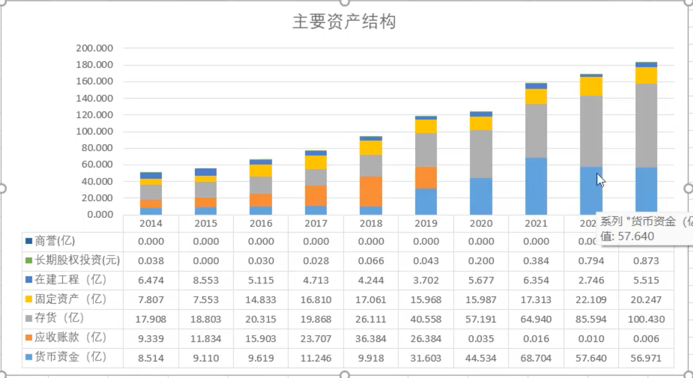 主要资产结构
200.000
180.000
160.000
140.000
120.000
100.000
80.000
60.000
40.000
20.000
0.000
2014 2015 2016 2017 2018 2019 2020 2021
系列 "货币资金（亿
值: 57.640
商誉(亿) 0.000 0.000 0.000 0.000 0.000 0.000 0.000 0.000
长期股权投资(元) 0.038 0.000 0.030 0.028 0.066 0.043 0.200 0.384 0.794 0.873
在建工程（亿） 6.474 8.553 5.115 4.713 4.244 3.702 5.677 6.354 2.746 5.515
固定资产（亿） 7.807 7.553 14.833 16.810 17.061 15.968 15.987 17.313 22.109 20.247
存货（亿） 17.908 18.803 20.315 19.868 26.111 40.558 57.191 64.940 85.594 100.430
应收账款（亿） 9.339 11.834 15.903 23.707 36.384 26.384 0.035 0.016 0.010 0.006
货币资金（亿） 8.514 9.110 9.619 11.246 9.918 31.603 44.534 68.704 57.640 56.971